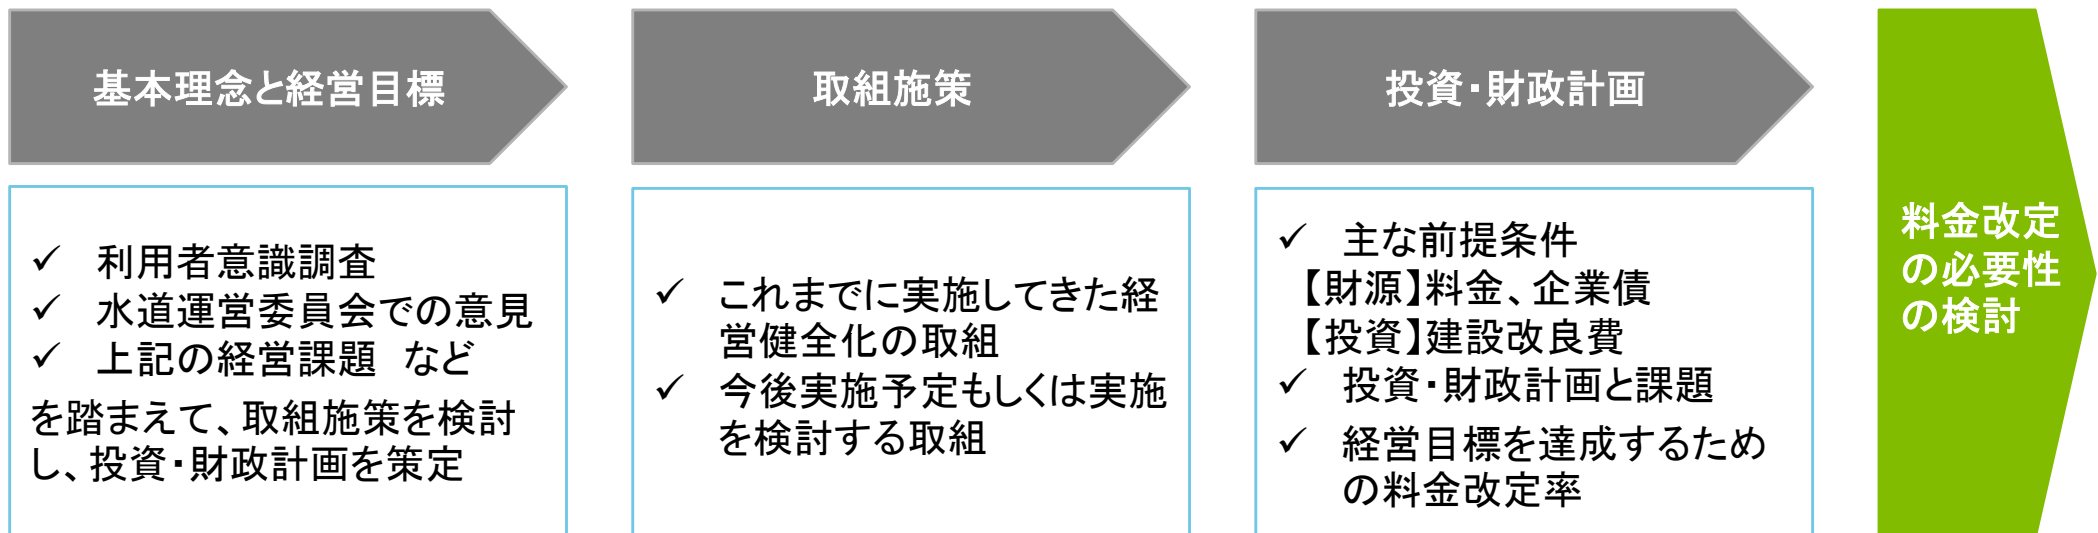 基本理念と経営目標
✓ 利用者意識調査
✓ 水道運営委員会での意見
✓ 上記の経営課題　など
を踏まえて、取組施策を検討
し、投資・財政計画を策定
取組施策
✓ これまでに実施してきた経
営健全化の取組
✓ 今後実施予定もしくは実施
を検討する取組
投資・財政計画
✓ 主な前提条件
【財源】料金、企業債
【投資】建設改良費
✓ 投資・財政計画と課題
✓ 経営目標を達成するため
の料金改定率
料金改定
の必要性
の検討